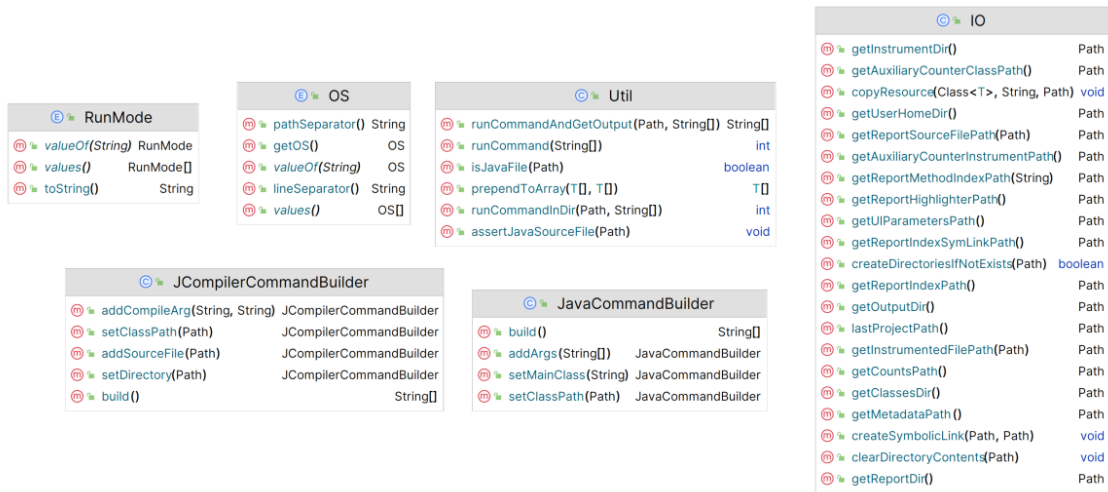 RunMode
valueOf(String) RunMode
values() RunMode[]
toString() String
OS
pathSeparator() String
getOS() OS
valueOf(String) OS
lineSeparator() String
values() OS[]
Util
runCommandAndGetOutput(Path, String[]) String[]
runCommand(String[]) int
isJavaFile(Path) boolean
prependToArray(T[], T[]) T[]
runCommandInDir(Path, String[]) int
assertJavaSourceFile(Path) void
IO
getInstrumentDir() Path
getAuxiliaryCounterClassPath() Path
copyResource(Class<T>, String, Path) void
getUserHomeDir() Path
getReportSourceFilePath(Path) Path
getAuxiliaryCounterInstrumentPath() Path
getReportMethodIndexPath(String) Path
getReportHighlighterPath() Path
getUIParametersPath() Path
getReportIndexSymLinkPath() Path
createDirectoriesIfNotExists(Path) boolean
getReportIndexPath() Path
getOutputDir() Path
lastProjectPath() Path
getInstrumentedFilePath(Path) Path
getCountsPath() Path
getClassesDir() Path
getMetadataPath() Path
createSymbolicLink(Path, Path) void
clearDirectoryContents(Path) void
getReportDir() Path
JCompilerCommandBuilder
addCompileArg(String, String) JCompilerCommandBuilder
setClassPath(Path) JCompilerCommandBuilder
addSourceFile(Path) JCompilerCommandBuilder
setDirectory(Path) JCompilerCommandBuilder
build() String[]
JavaCommandBuilder
build() String[]
addArgs(String[]) JavaCommandBuilder
setMainClass(String) JavaCommandBuilder
setClassPath(Path) JavaCommandBuilder